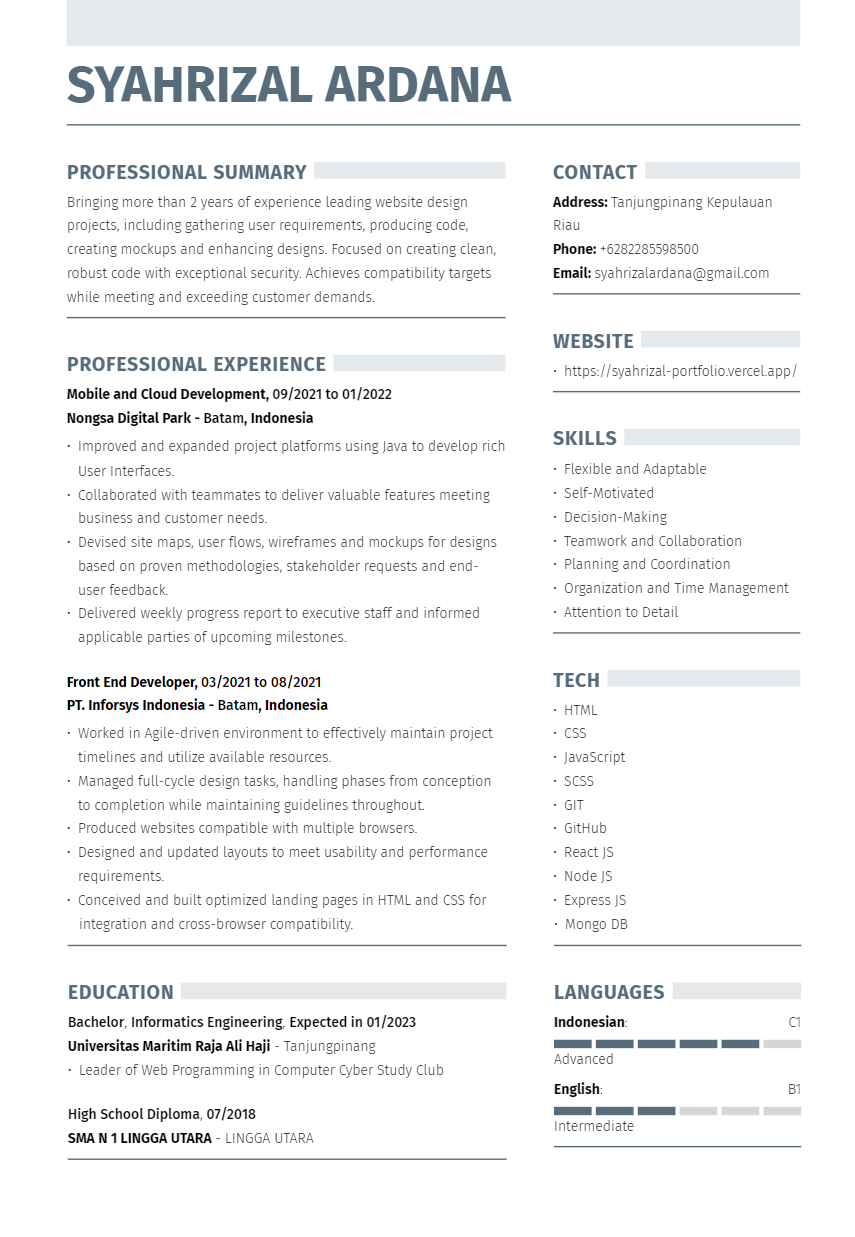 SYAHRIZAL ARDANA
PROFESSIONAL SUMMARY
Bringing more than 2 years of experience leading website design
projects, including gathering user requirements, producing code,
creating mockups and enhancing designs. Focused on creating clean,
robust code with exceptional security. Achieves compatibility targets
while meeting and exceeding customer demands.
PROFESSIONAL EXPERIENCE
Mobile and Cloud Development, 09/2021 to 01/2022
Nongsa Digital Park - Batam, Indonesia
· Improved and expanded project platforms using Java to develop rich
User Interfaces.
· Collaborated with teammates to deliver valuable features meeting
business and customer needs.
· Devised site maps, user flows, wireframes and mockups for designs
based on proven methodologies, stakeholder requests and end-
user feedback.
· Delivered weekly progress report to executive staff and informed
applicable parties of upcoming milestones.
Front End Developer, 03/2021 to 08/2021
PT. Inforsys Indonesia - Batam, Indonesia
· Worked in Agile-driven environment to effectively maintain project
timelines and utilize available resources.
· Managed full-cycle design tasks, handling phases from conception
to completion while maintaining guidelines throughout.
· Produced websites compatible with multiple browsers.
· Designed and updated layouts to meet usability and performance
requirements.
· Conceived and built optimized landing pages in HTML and CSS for
integration and cross-browser compatibility.
EDUCATION
Bachelor, Informatics Engineering, Expected in 01/2023
Universitas Maritim Raja Ali Haji - Tanjungpinang
· Leader of Web Programming in Computer Cyber Study Club
High School Diploma, 07/2018
SMA N 1 LINGGA UTARA - LINGGA UTARA
CONTACT
Address: Tanjungpinang Kepulauan
Riau
Phone: +6282285598500
Email: syahrizalardana@gmail.com
WEBSITE
· https://syahrizal-portfolio.vercel.app/
SKILLS
· Flexible and Adaptable
· Self-Motivated
· Decision-Making
· Teamwork and Collaboration
· Planning and Coordination
· Organization and Time Management
· Attention to Detail
TECH
· HTML
· CSS
· JavaScript
· SCSS
· GIT
· GitHub
· React JS
· Node JS
· Express JS
· Mongo DB
LANGUAGES
Indonesian: C1
Advanced
English: B1
Intermediate